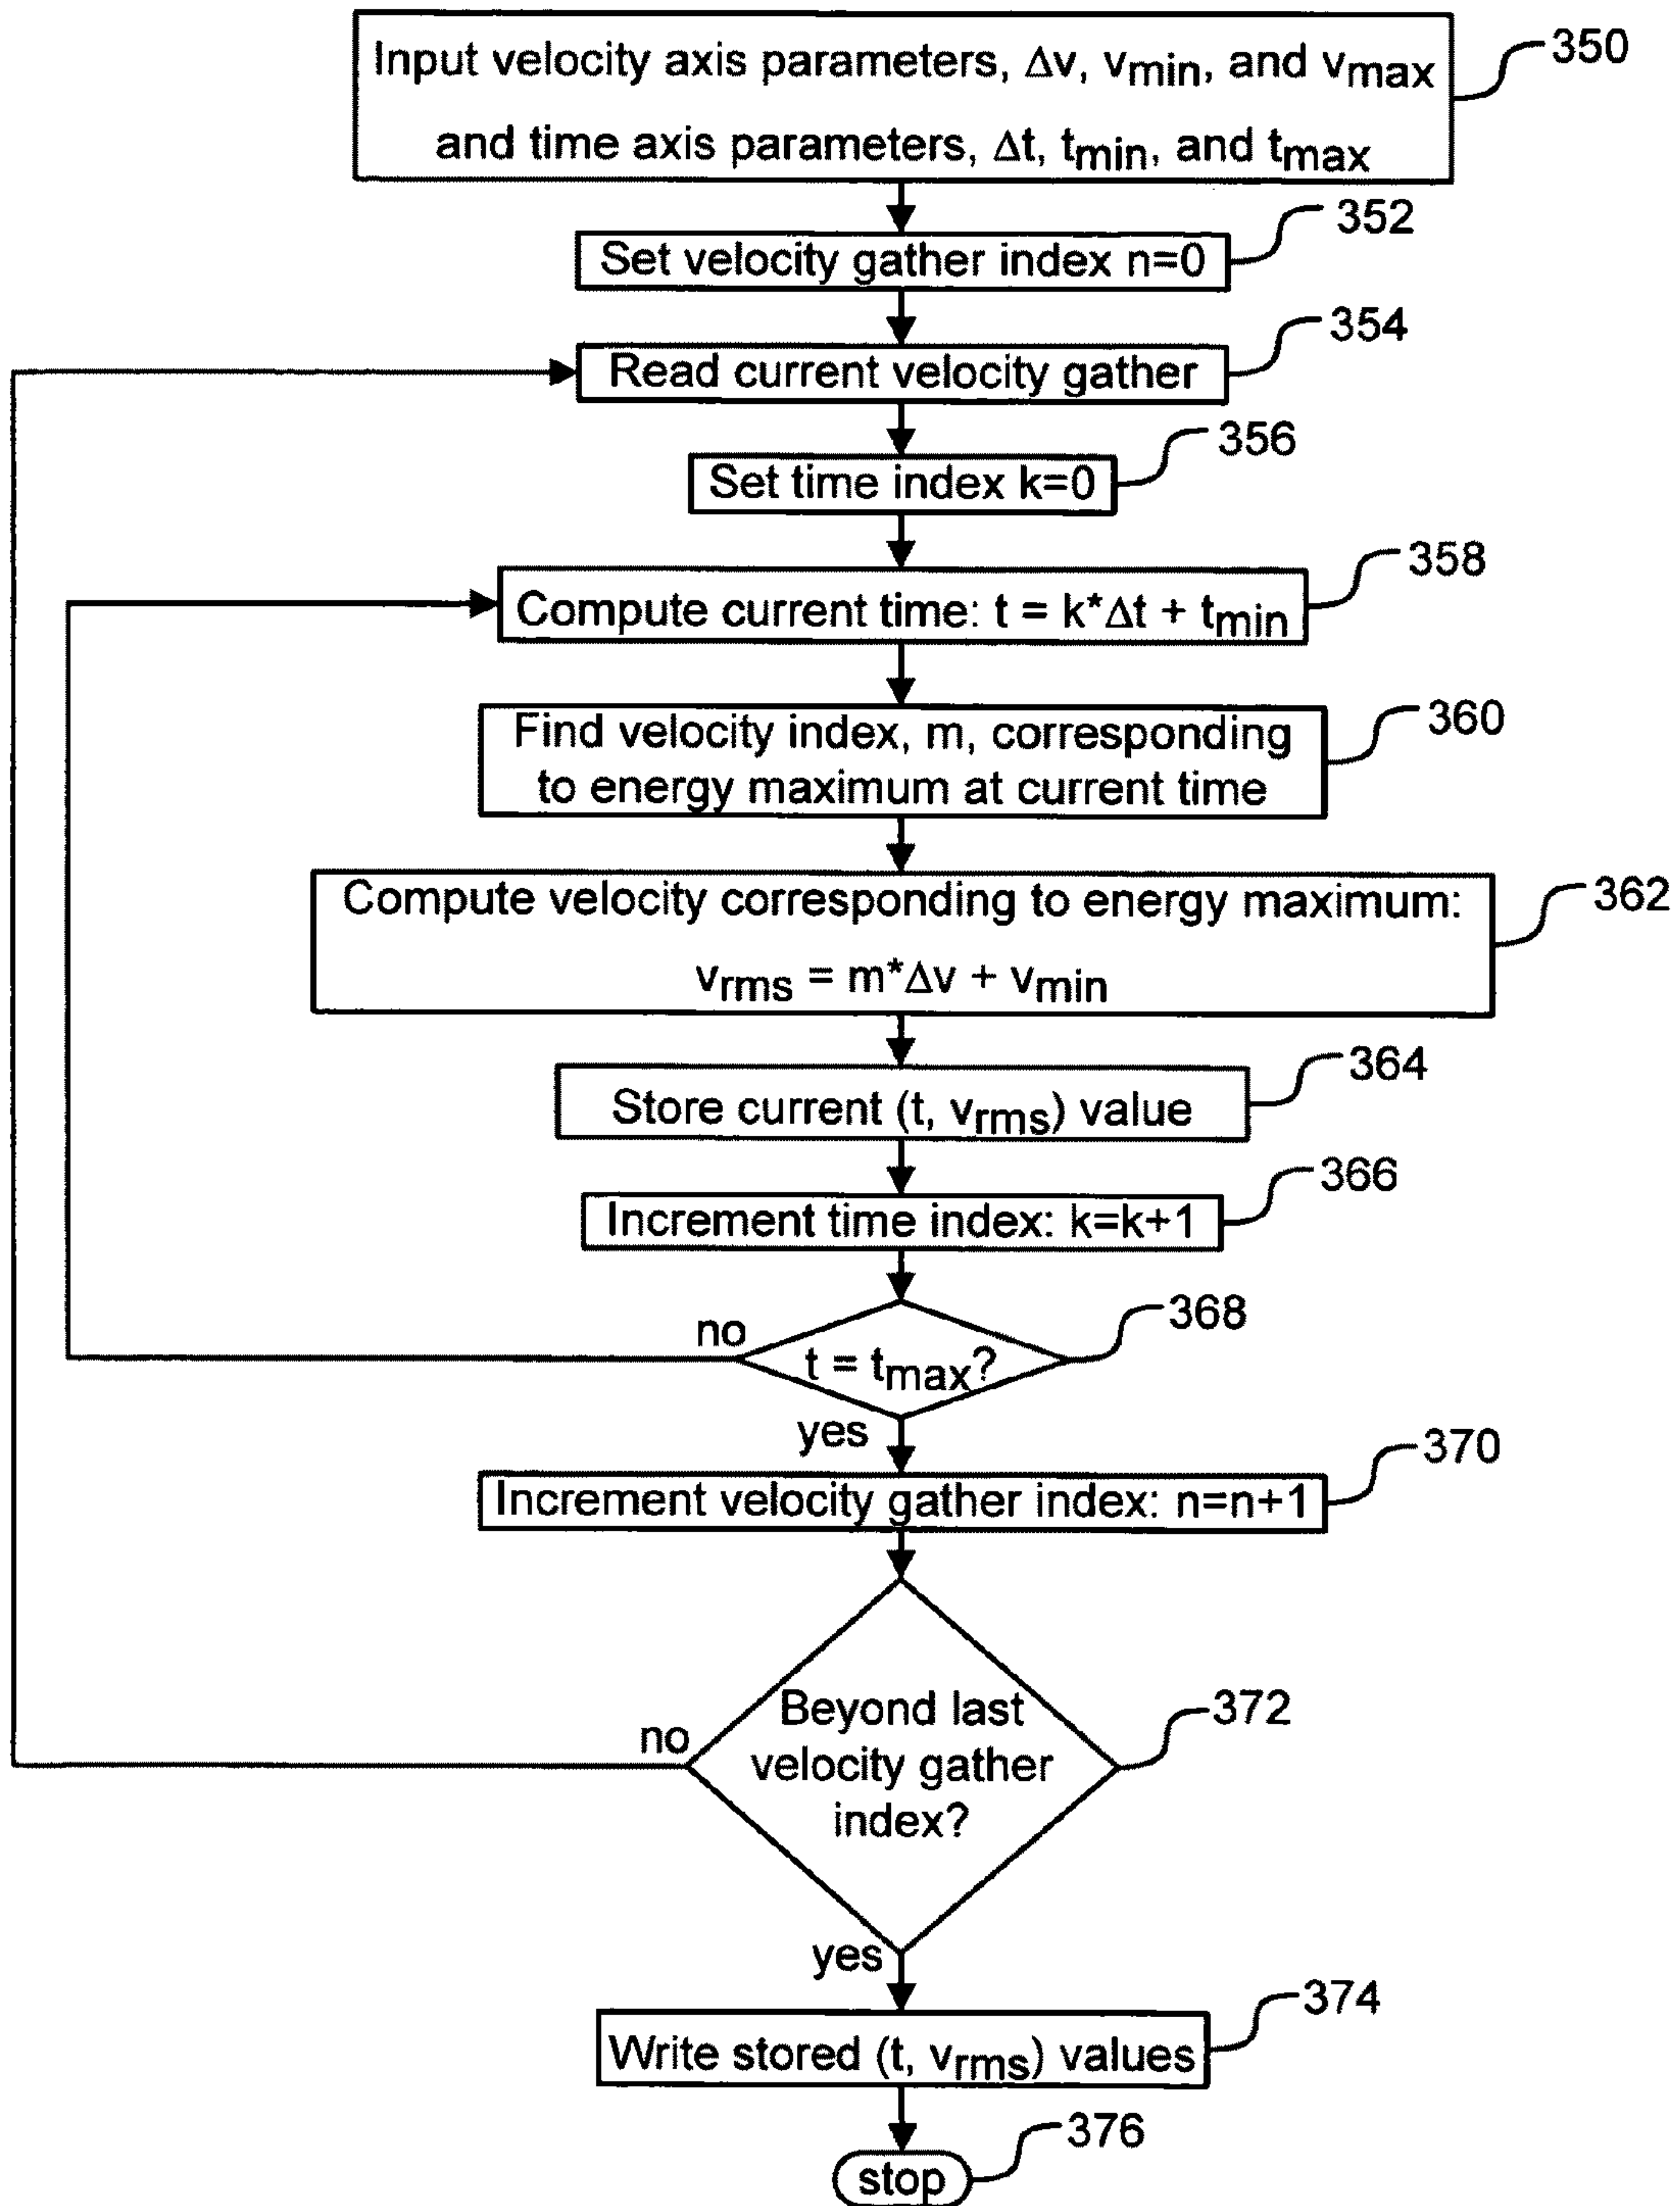 Input velocity axis parameters, Δv, vmin, and vmax
350
and time axis parameters, Δt, tmin, and tmax
352
Set velocity gather index n=0
354
Read current velocity gather
356
Set time index k=0
358
Compute current time: t = k*Δt + tmin
360
Find velocity index, m, corresponding
to energy maximum at current time
362
Compute velocity corresponding to energy maximum:
vrms = m*Δv + vmin
364
Store current (t, vrms) value
366
Increment time index: k=k+1
368
no
t = tmax?
yes
370
Increment velocity gather index: n=n+1
372
Beyond last
no
velocity gather
index?
yes
374
Write stored (t, vrms) values
376
stop